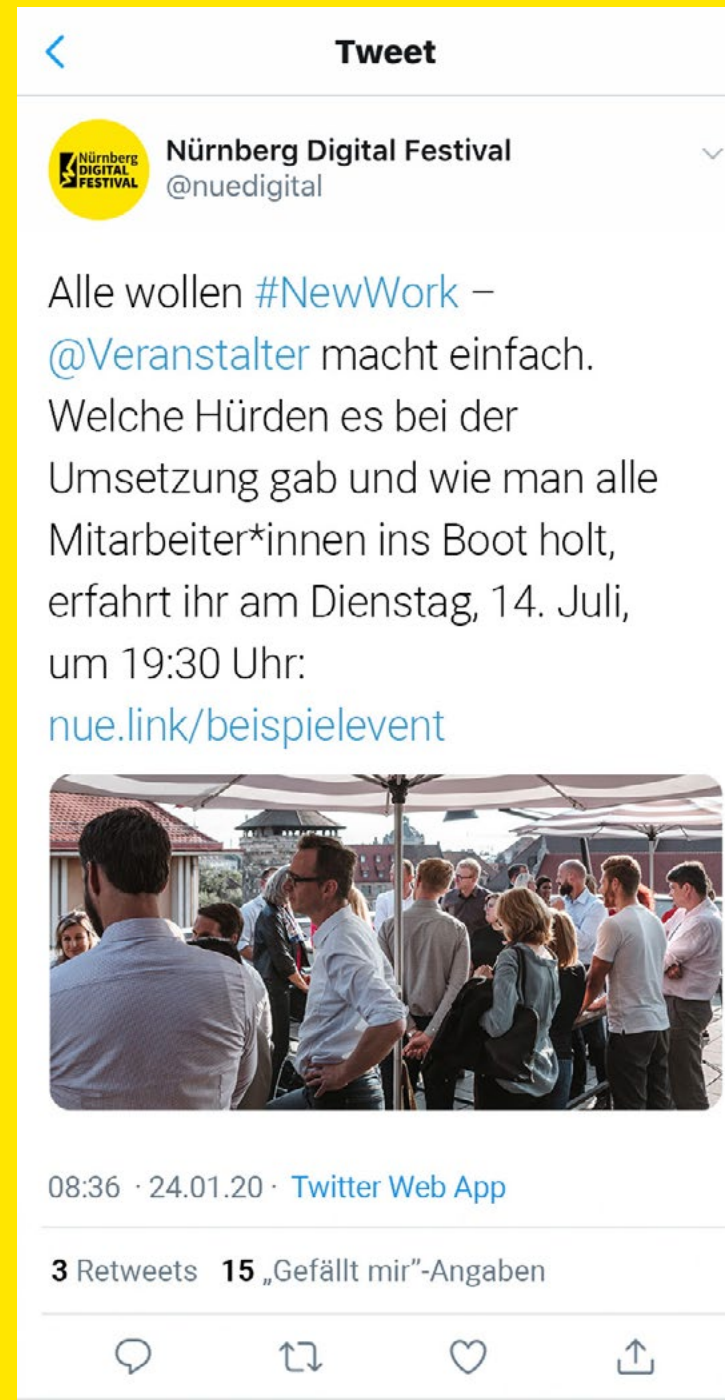 Tweet
Nürnberg
DIGITAL
FESTIVAL
Nürnberg Digital Festival
@nuedigital
Alle wollen #NewWork –
@Veranstalter macht einfach.
Welche Hürden es bei der
Umsetzung gab und wie man alle
Mitarbeiter*innen ins Boot holt,
erfahrt ihr am Dienstag, 14. Juli,
um 19:30 Uhr:
nue.link/beispielevent
08:36 · 24.01.20 · Twitter Web App
3 Retweets 15 „Gefällt mir”-Angaben